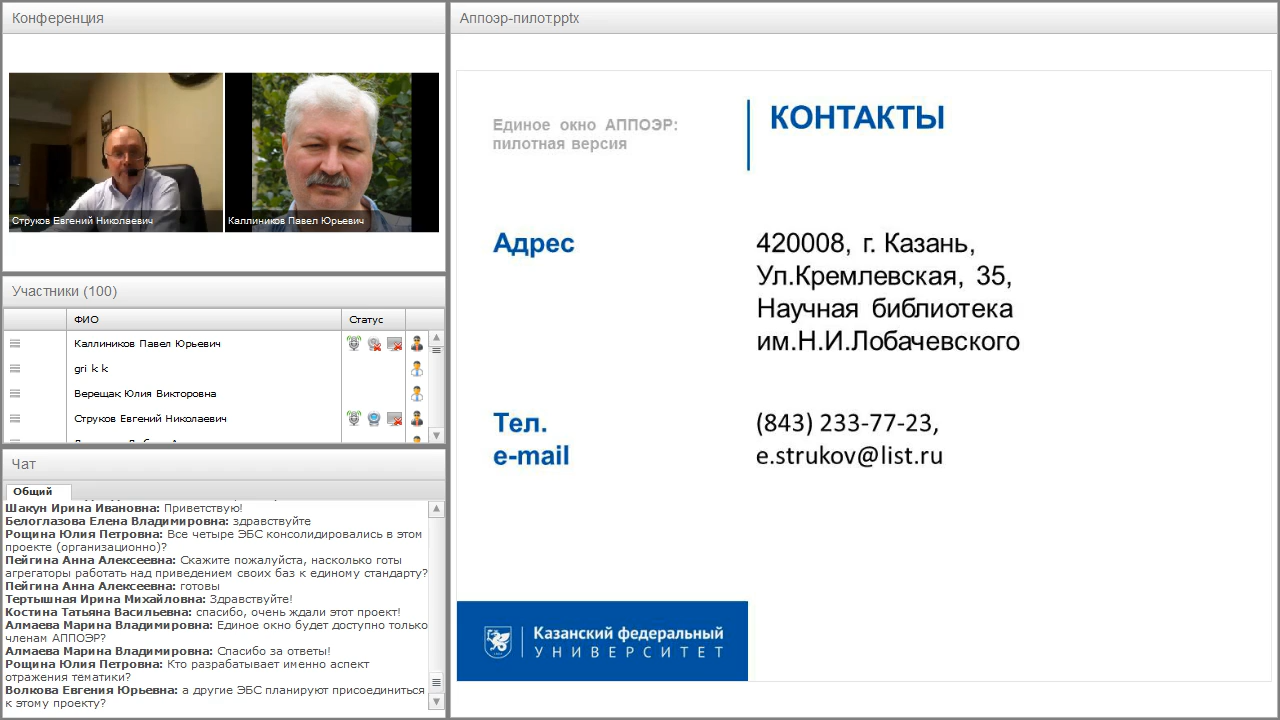 Конференция
Струков Евгений Николаевич
Каллиников Павел Юрьевич
Участники (100)
ФИО
Статус
Каллиников Павел Юрьевич
gri k k
Верещак Юлия Викторовна
Струков Евгений Николаевич
Чат
Общий
Шакун Ирина Ивановна: Приветствую!
Белоглазова Елена Владимировна: здравствуйте
Рощина Юлия Петровна: Все четыре ЭБС консолидировались в этом
проекте (организационно)?
Пейгина Анна Алексеевна: Скажите пожалуйста, насколько готы
агрегаторы работать над приведением своих баз к единому стандарту?
Пейгина Анна Алексеевна: готовы
Тертышная Ирина Михайловна: Здравствуйте!
Костина Татьяна Васильевна: спасибо, очень ждали этот проект!
Алмаева Марина Владимировна: Единое окно будет доступно только
членам АППОЭР?
Алмаева Марина Владимировна: Спасибо за ответы!
Рощина Юлия Петровна: Кто разрабатывает именно аспект
отражения тематики?
Волкова Евгения Юрьевна: а другие ЭБС планируют присоединиться
к этому проекту?
Аппоэр-пилот.pptx
Единое окно АППОЭР:
пилотная версия
КОНТАКТЫ
Адрес
420008, г. Казань,
Ул.Кремлевская, 35,
Научная библиотека
им.Н.И.Лобачевского
Тел.
(843) 233-77-23,
e-mail
e.strukov@list.ru
Казанский федеральный
УНИВЕРСИТЕТ